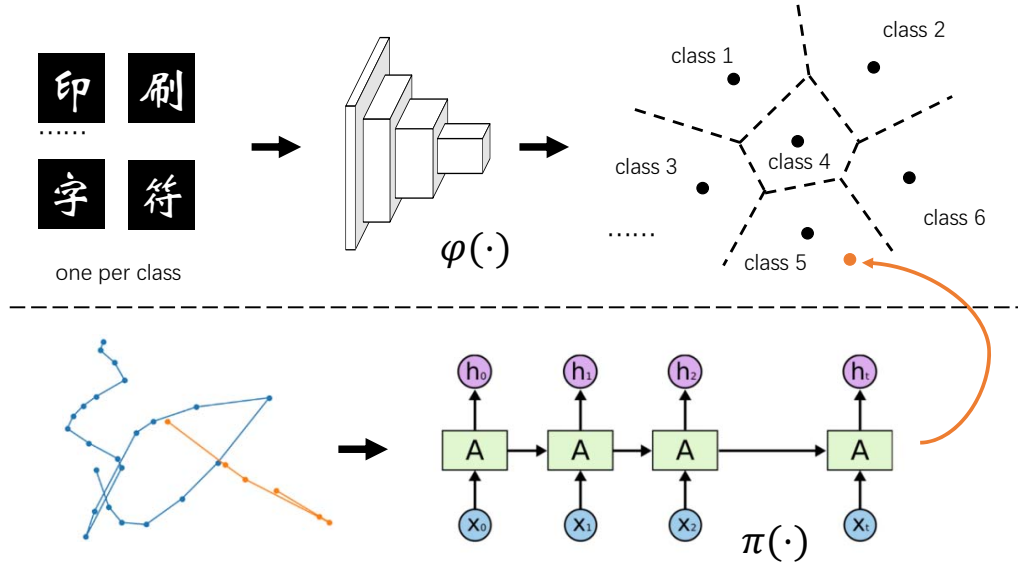 印 刷
……
字 符
one per class
φ(·)
class 1
class 2
class 3
class 4
class 5
class 6
……
h₀ h₁ h₂ hₜ
A A A A
x₀ x₁ x₂ xₜ
π(·)